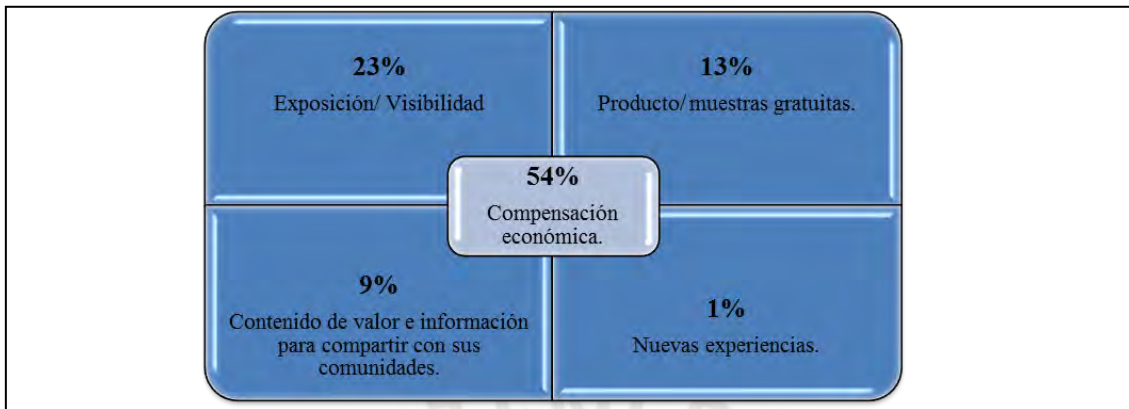 23%
Exposición/ Visibilidad
13%
Producto/ muestras gratuitas.
54%
Compensación
económica.
9%
Contenido de valor e información
para compartir con sus
comunidades.
1%
Nuevas experiencias.